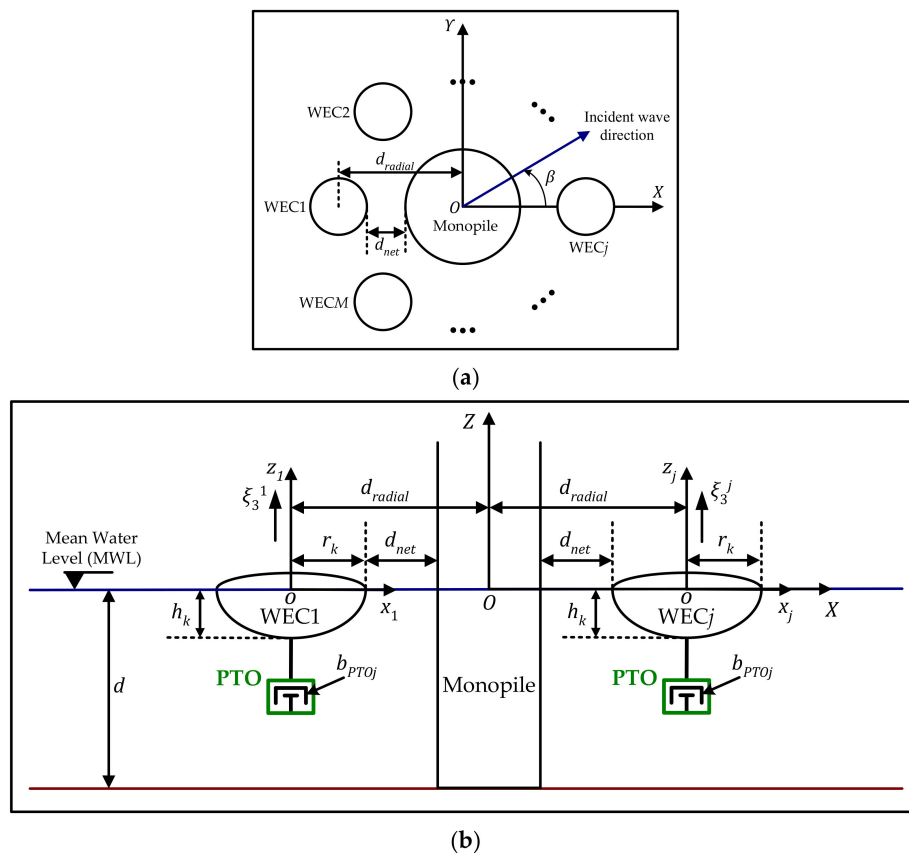 Y
WEC2
Incident wave
direction
d_radial
β
X
WEC1
O
Monopile
d_net
WECj
WECM
(a)
Z
z_1
z_j
ξ_3^1
d_radial
d_radial
ξ_3^j
Mean Water
Level (MWL)
r_k
d_net
d_net
r_k
o
O
o
h_k
WEC1
x_1
h_k
WECj
x_j
X
d
PTO
b_PTOj
Monopile
PTO
b_PTOj
(b)